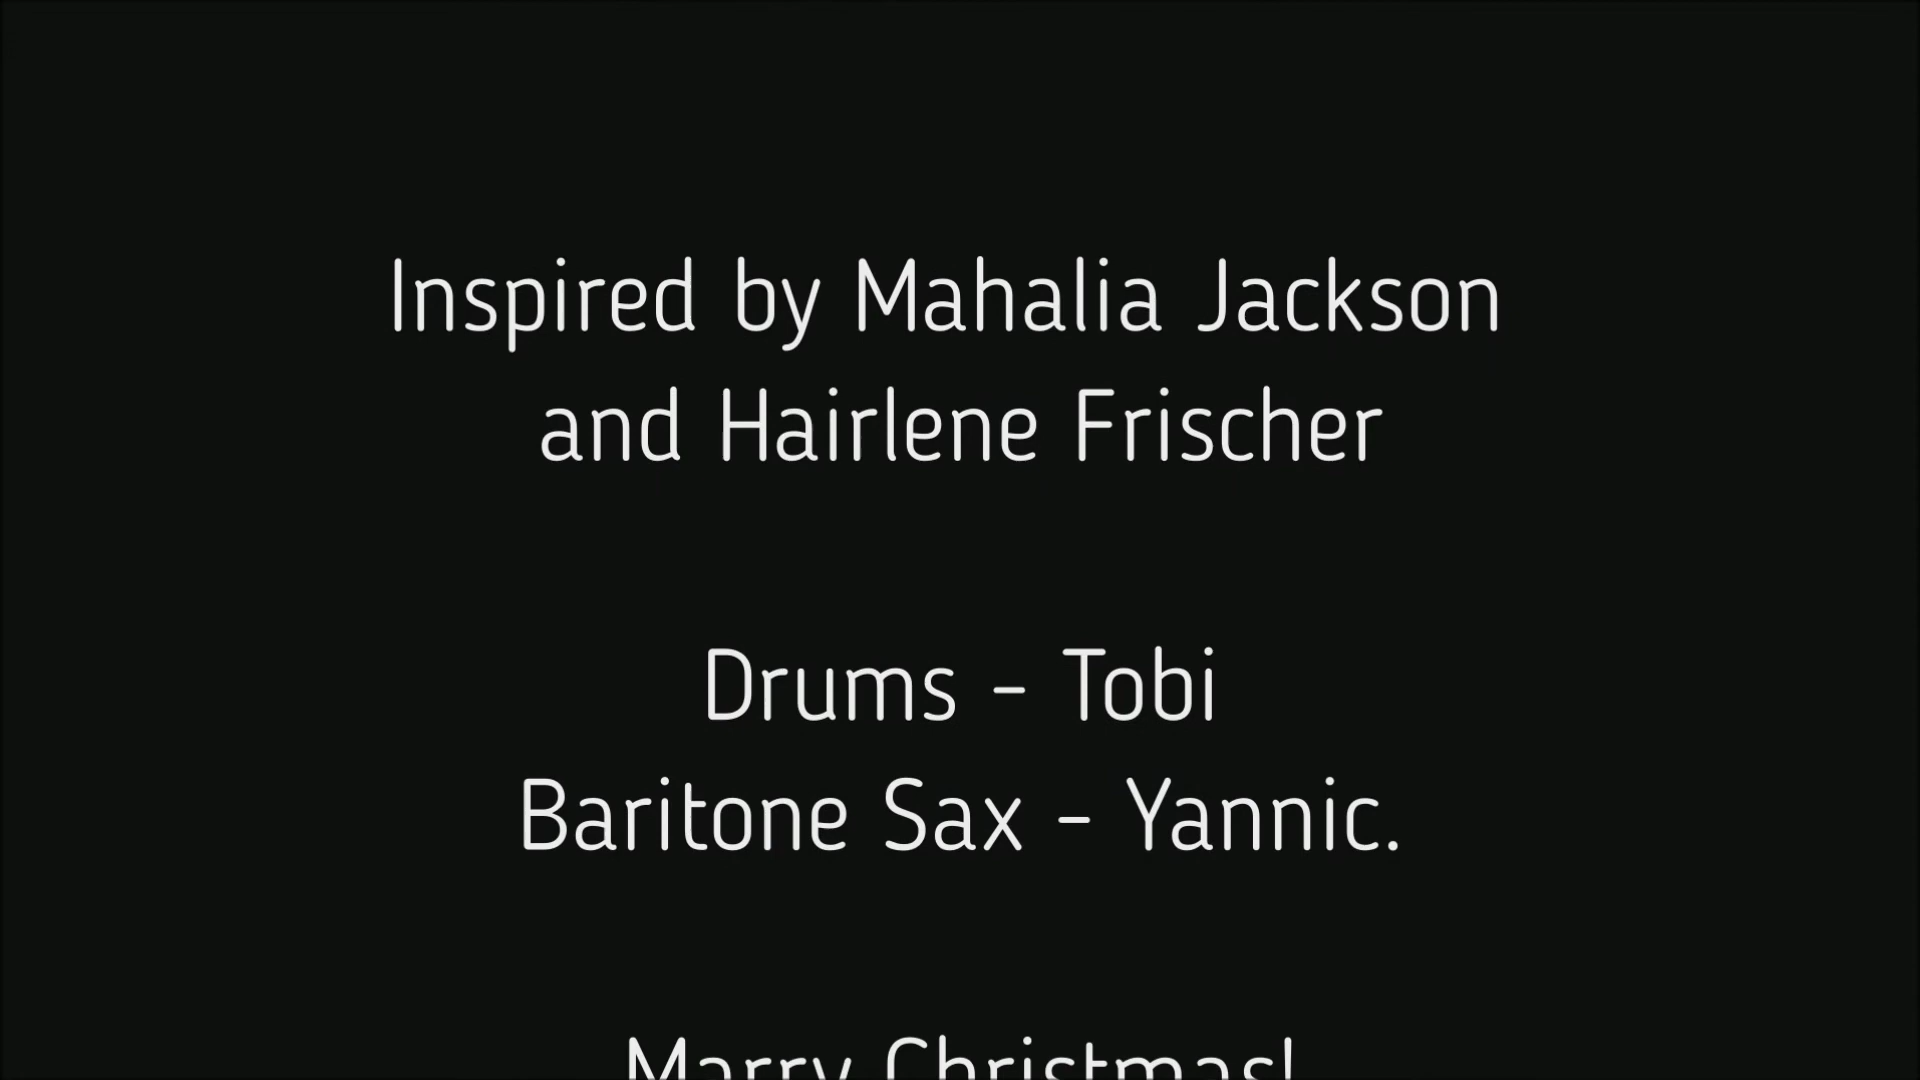 Inspired by Mahalia Jackson
and Hairlene Frischer
Drums - Tobi
Baritone Sax - Yannic.
Marry Christmas!